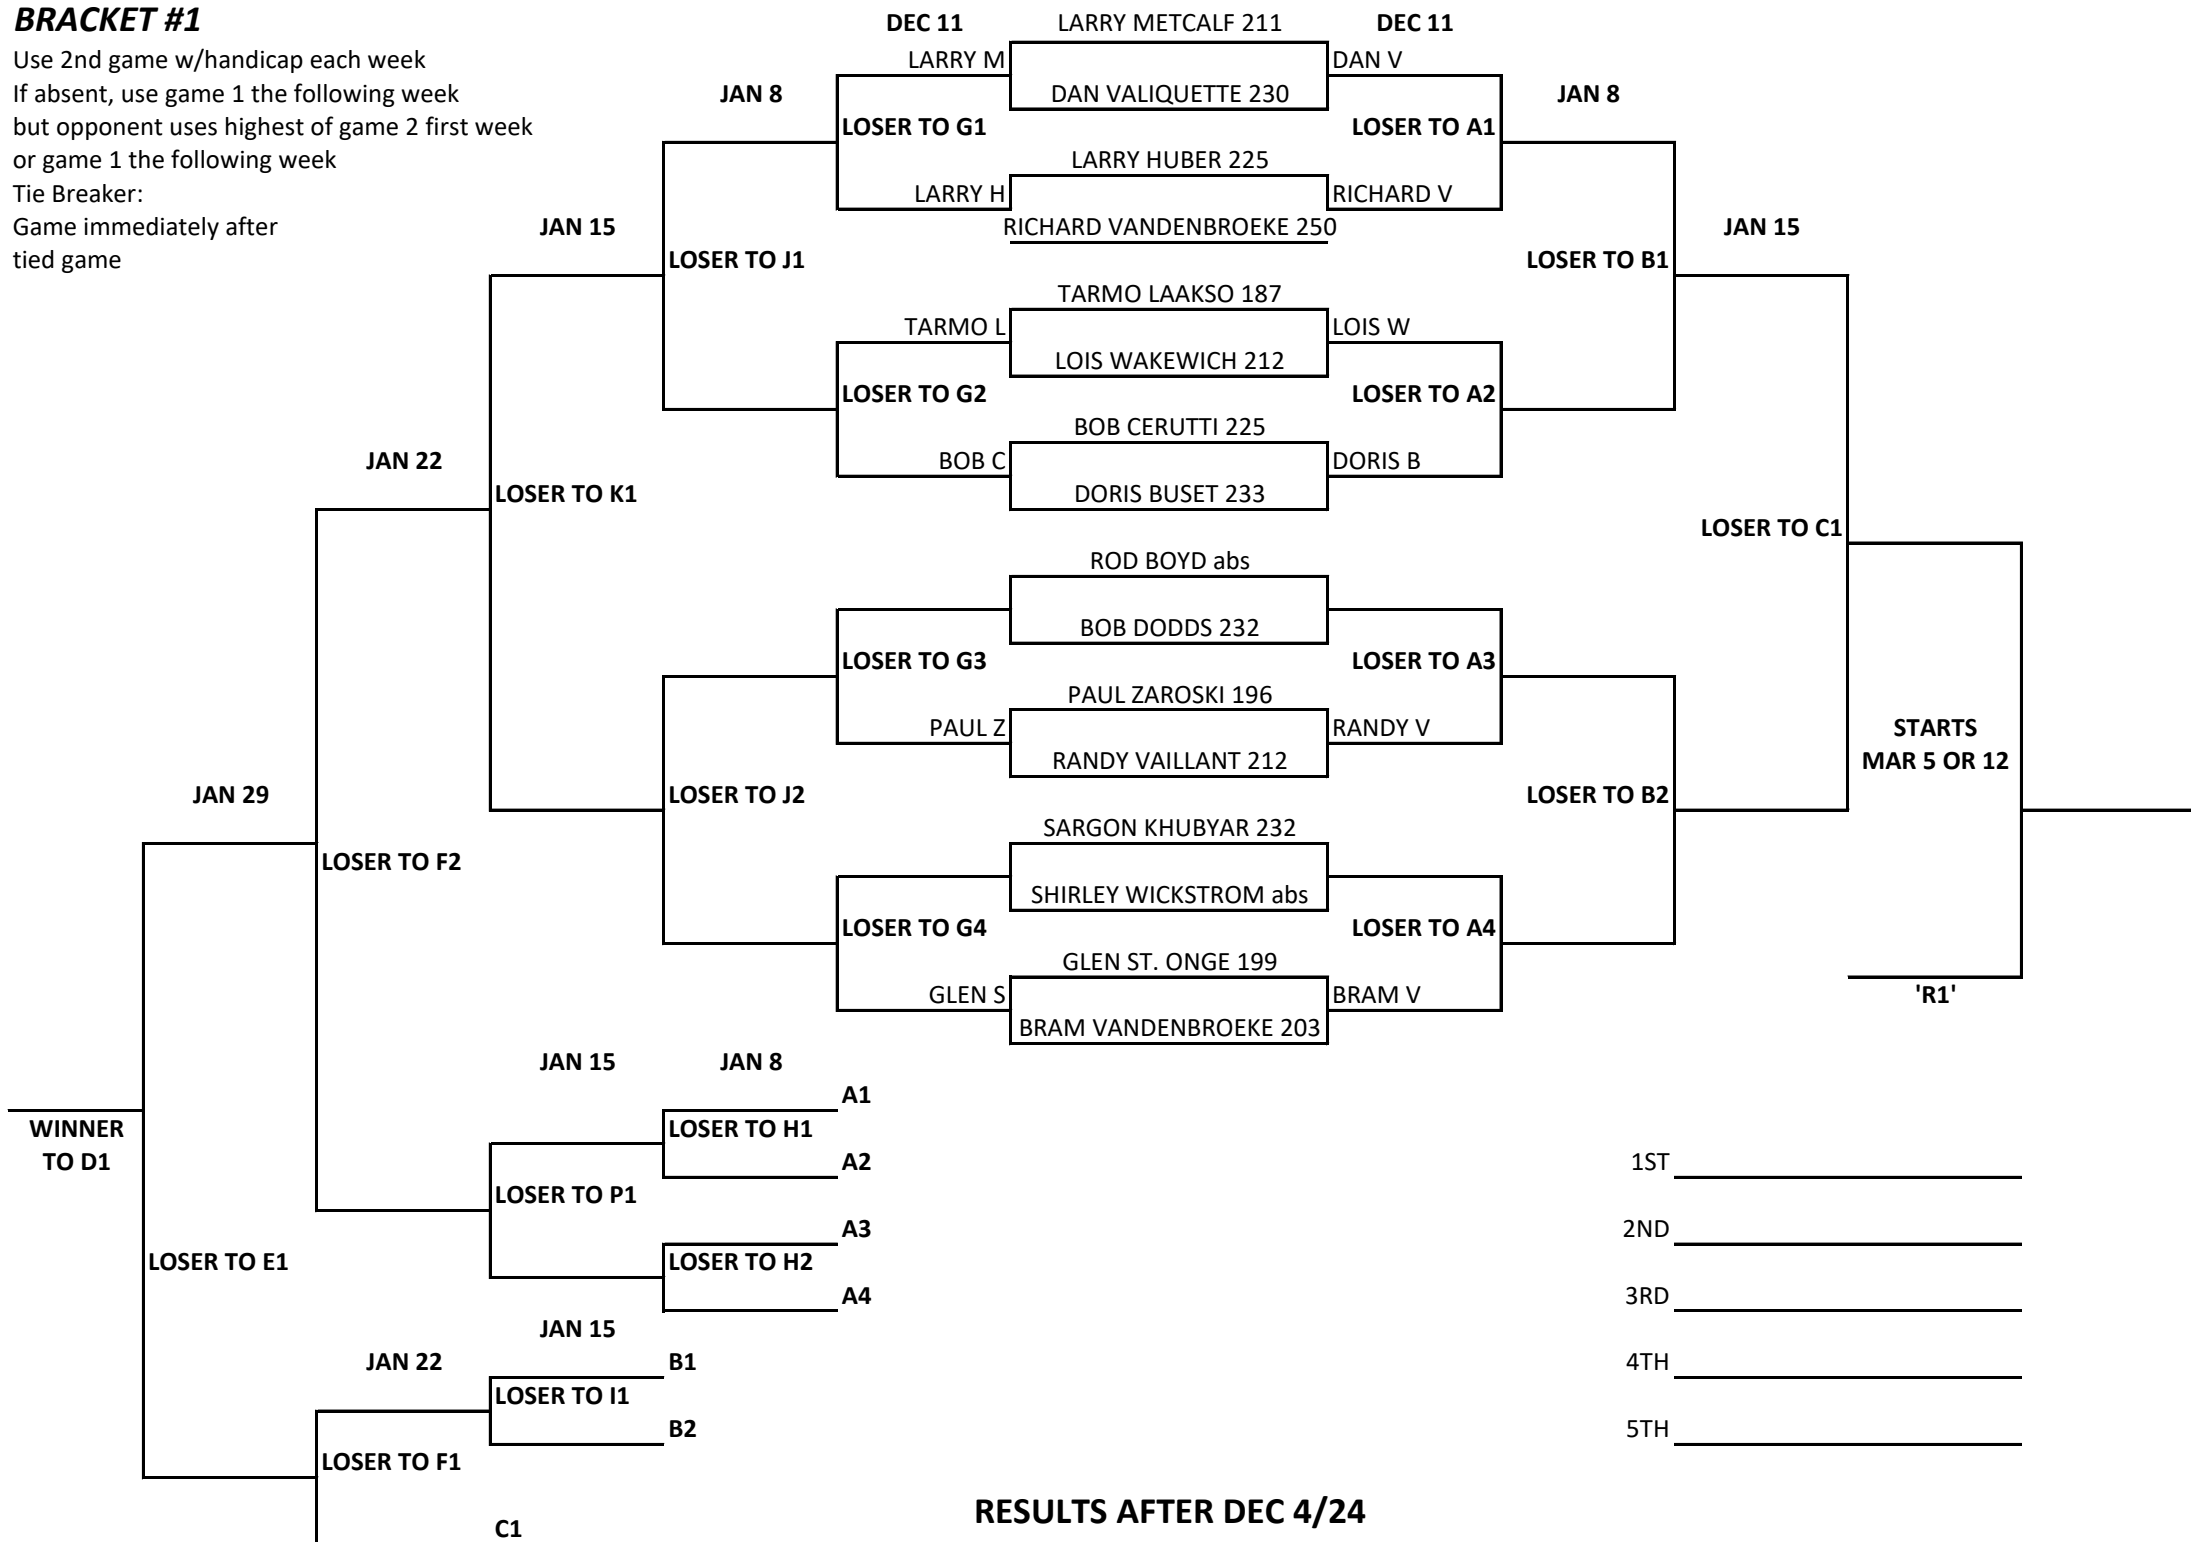 BRACKET #1
DEC 11 LARRY METCALF 211 DEC 11
Use 2nd game w/handicap each week LARRY M DAN V
If absent, use game 1 the following week JAN 8 DAN VALIQUETTE 230 JAN 8
but opponent uses highest of game 2 first week LOSER TO G1 LOSER TO A1
or game 1 the following week LARRY HUBER 225
Tie Breaker: LARRY H RICHARD V
Game immediately after JAN 15 RICHARD VANDENBROEKE 250 JAN 15
tied game LOSER TO J1 LOSER TO B1
TARMO LAAKSO 187
TARMO L LOIS W
LOIS WAKEWICH 212
LOSER TO G2 LOSER TO A2
BOB CERUTTI 225
JAN 22 BOB C DORIS B
LOSER TO K1 DORIS BUSET 233
LOSER TO C1
ROD BOYD abs
BOB DODDS 232
LOSER TO G3 LOSER TO A3
PAUL ZAROSKI 196
PAUL Z RANDY V STARTS
RANDY VAILLANT 212 MAR 5 OR 12
JAN 29 LOSER TO J2 LOSER TO B2
SARGON KHUBYAR 232
LOSER TO F2
SHIRLEY WICKSTROM abs
LOSER TO G4 LOSER TO A4
GLEN ST. ONGE 199
GLEN S BRAM V 'R1'
BRAM VANDENBROEKE 203
JAN 15 JAN 8
A1
WINNER LOSER TO H1
TO D1 A2 1ST
LOSER TO P1
A3 2ND
LOSER TO E1 LOSER TO H2
A4 3RD
JAN 15
JAN 22 B1 4TH
LOSER TO I1
B2 5TH
LOSER TO F1
RESULTS AFTER DEC 4/24
C1